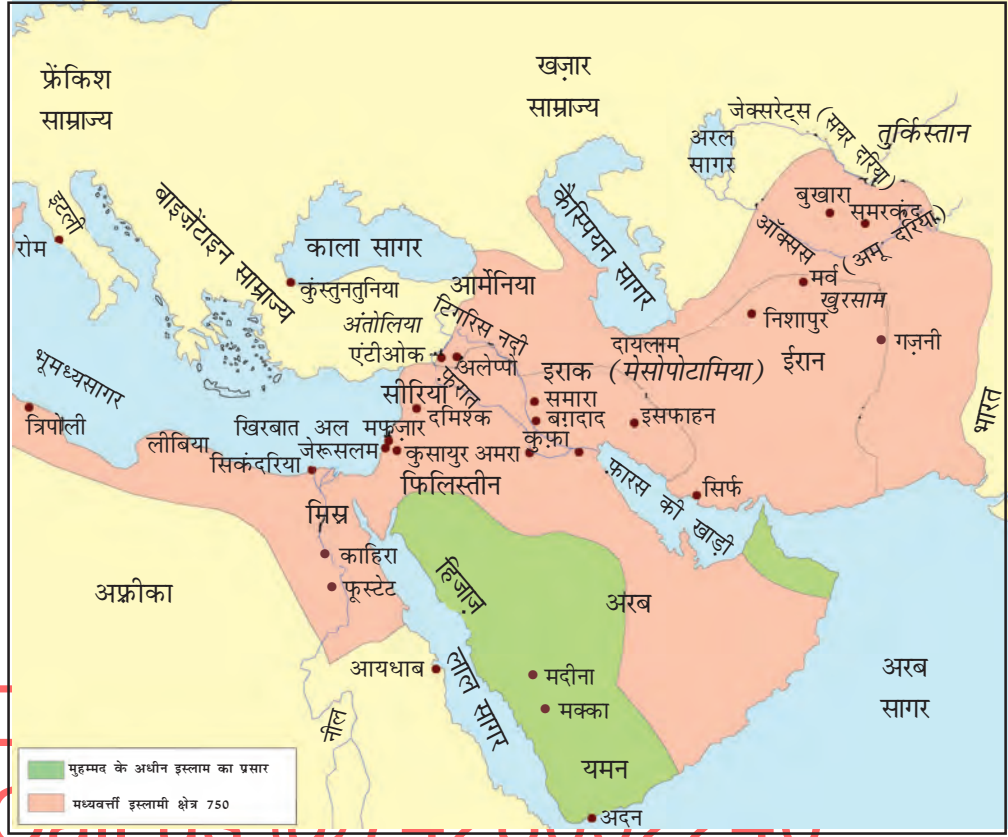 फ्रेंकिश
साम्राज्य
खज़ार
साम्राज्य
जेक्सरेट्स (सयर दरिया)
तुर्किस्तान
अरल
सागर
बुखारा
समरकंद
इटली
रोम
बाइज़ेंटाइन साम्राज्य
काला सागर
कैस्पियन सागर
ऑक्सस (अमू दरिया)
कुंस्तुनतुनिया
आर्मेनिया
मर्व
खुरसाम
निशापुर
अंतोलिया
टिगरिस नदी
एंटीओक
अलेप्पो
दायलाम
ईरान
गज़नी
भूमध्यसागर
फ़रात
इराक (मेसोपोटामिया)
भारत
सीरिया
समारा
त्रिपोली
दमिश्क
बग़दाद
इसफाहन
लीबिया
खिरबात अल मफ़ज़ार
कुफ़ा
जेरूसलम
कुसायुर अमरा
सिकंदरिया
फिलिस्तीन
फ़ारस की खाड़ी
सिर्फ
मिस्र
काहिरा
फूस्टेट
अफ़्रीका
हिजाज़
अरब
आयधाब
लाल सागर
मदीना
मक्का
अरब
सागर
नील
यमन
अदन
मुहम्मद के अधीन इस्लाम का प्रसार
मध्यवर्त्ती इस्लामी क्षेत्र 750